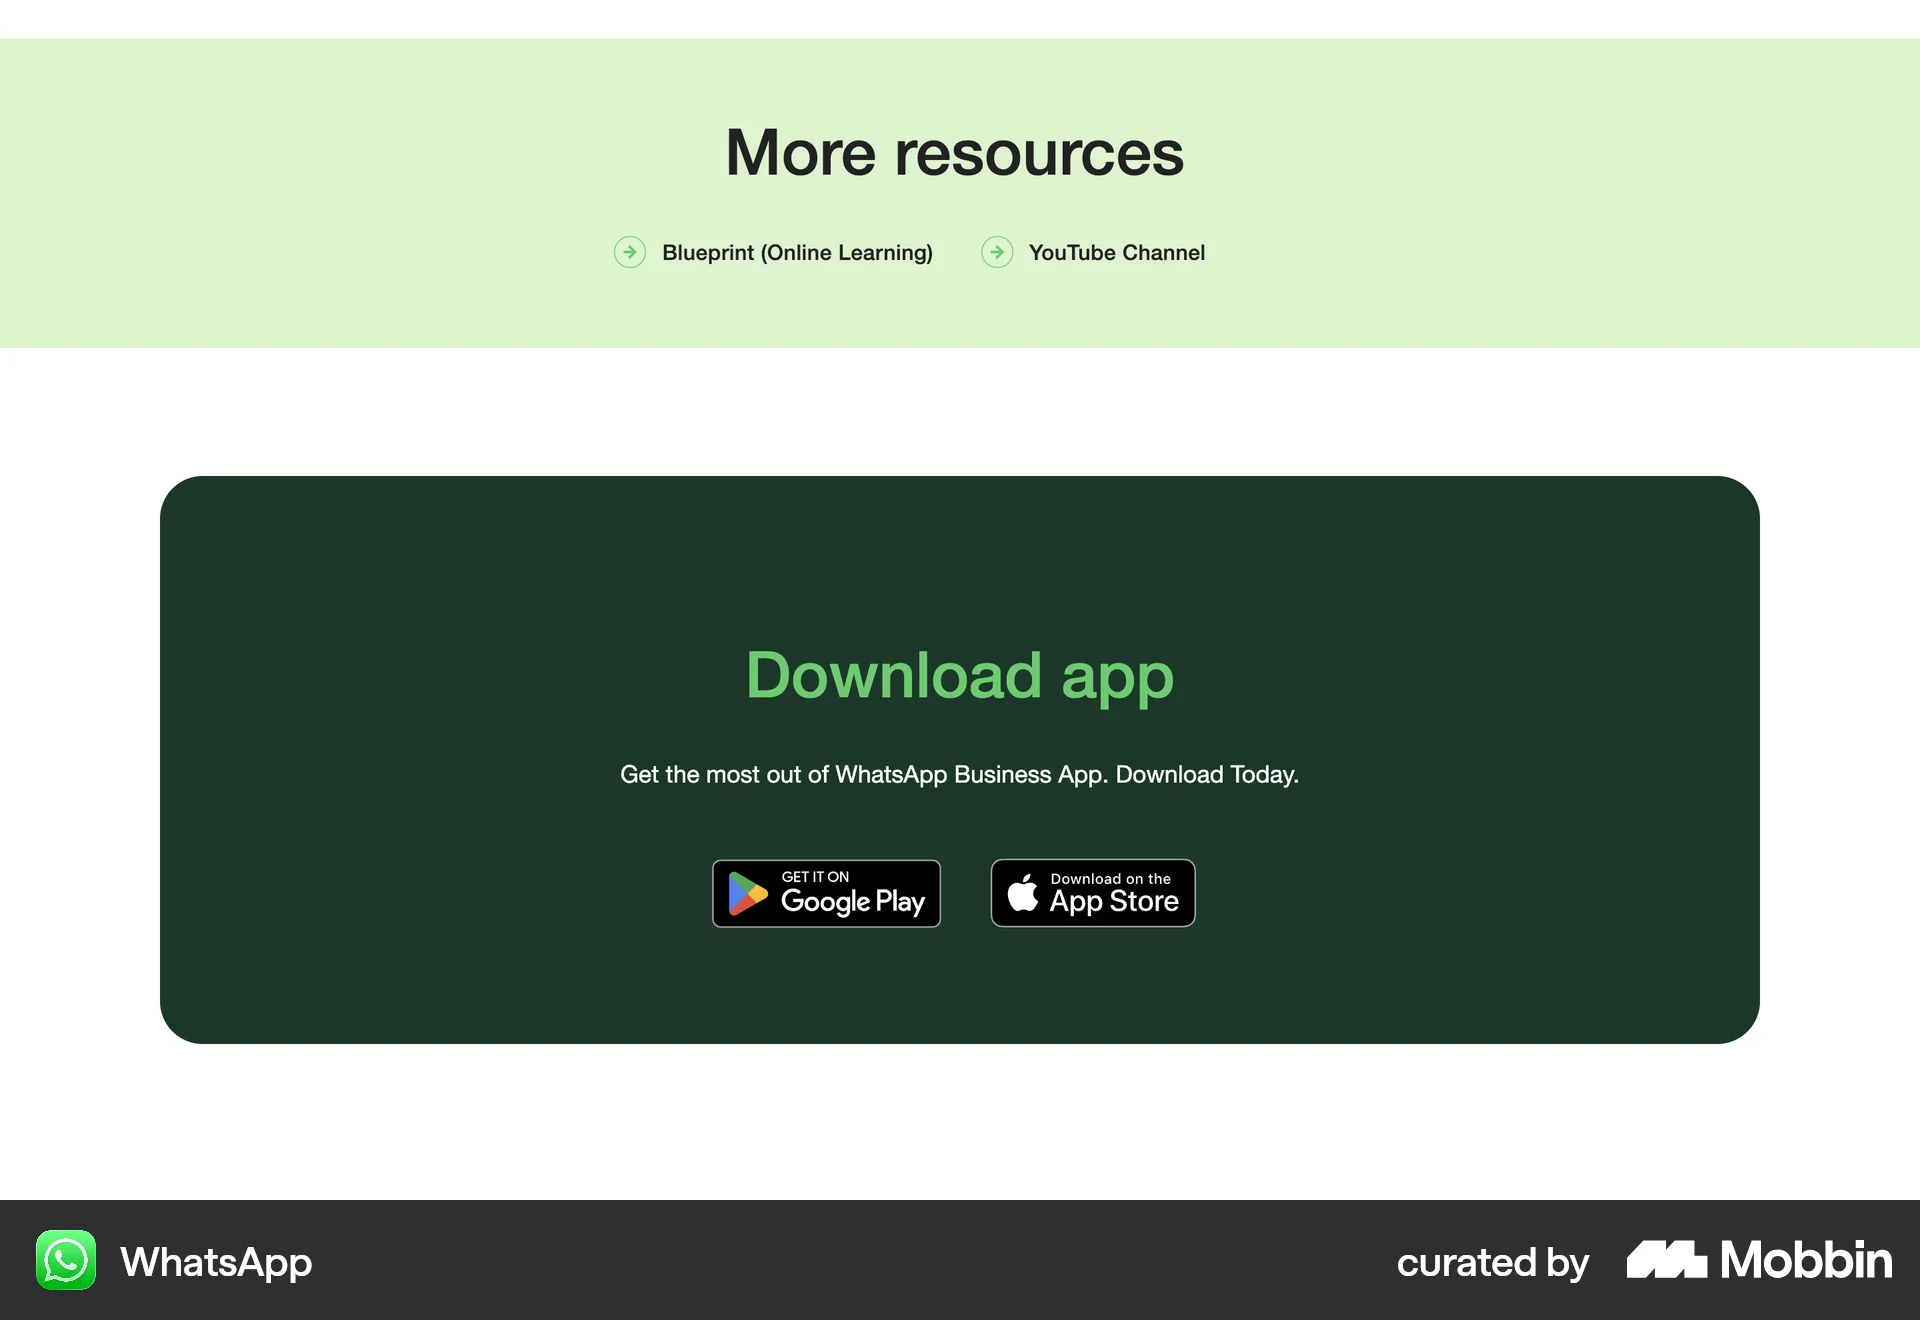 More resources
Blueprint (Online Learning)
YouTube Channel
Download app
Get the most out of WhatsApp Business App. Download Today.
GET IT ON
Google Play
Download on the
App Store
WhatsApp
curated by Mobbin